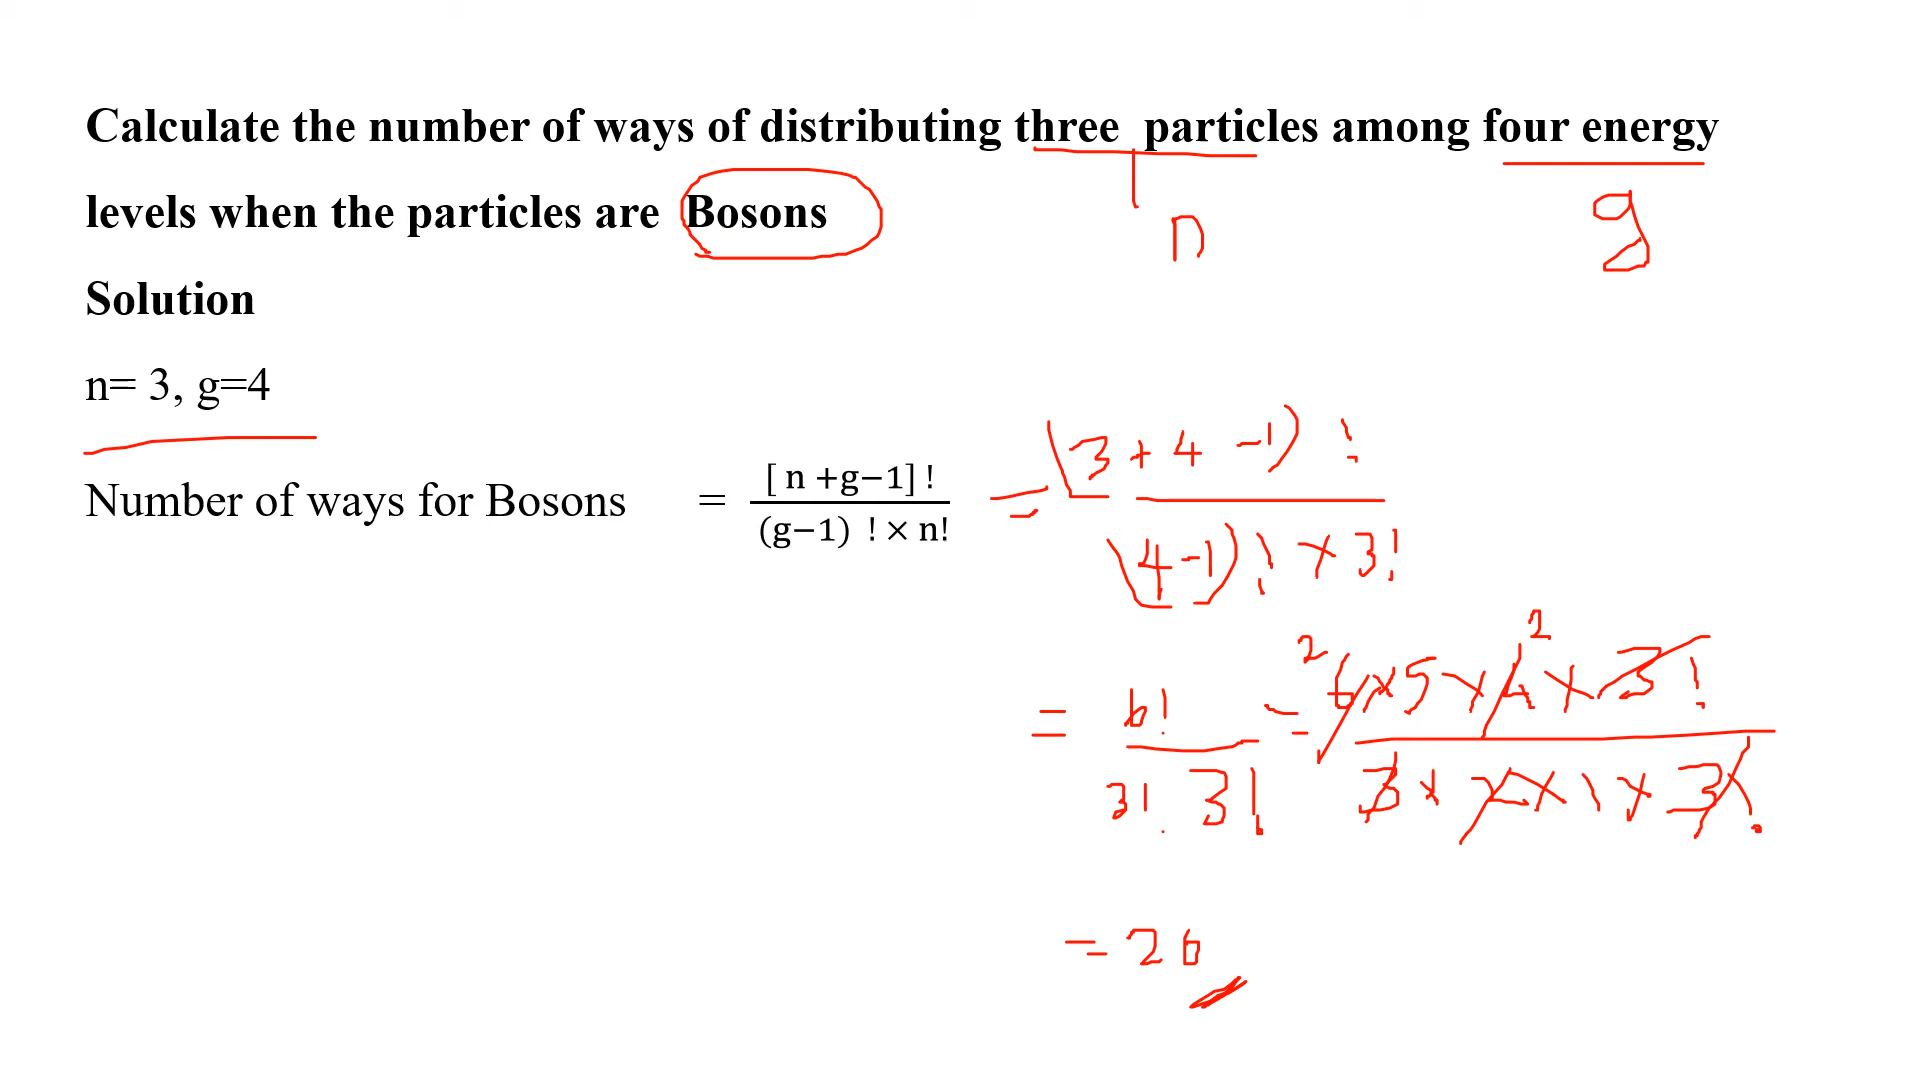 Calculate the number of ways of distributing three particles among four energy
levels when the particles are Bosons
n
g
Solution
n= 3, g=4
Number of ways for Bosons = [ n +g−1] ! / (g−1) ! × n! = (3 + 4 -1) ! / (4-1) ! × 3!
= 6! / 3! 3! = 2 6 × 5 × 4 2 × 3 ! / 3 × 2 × 1 × 3 !
= 20